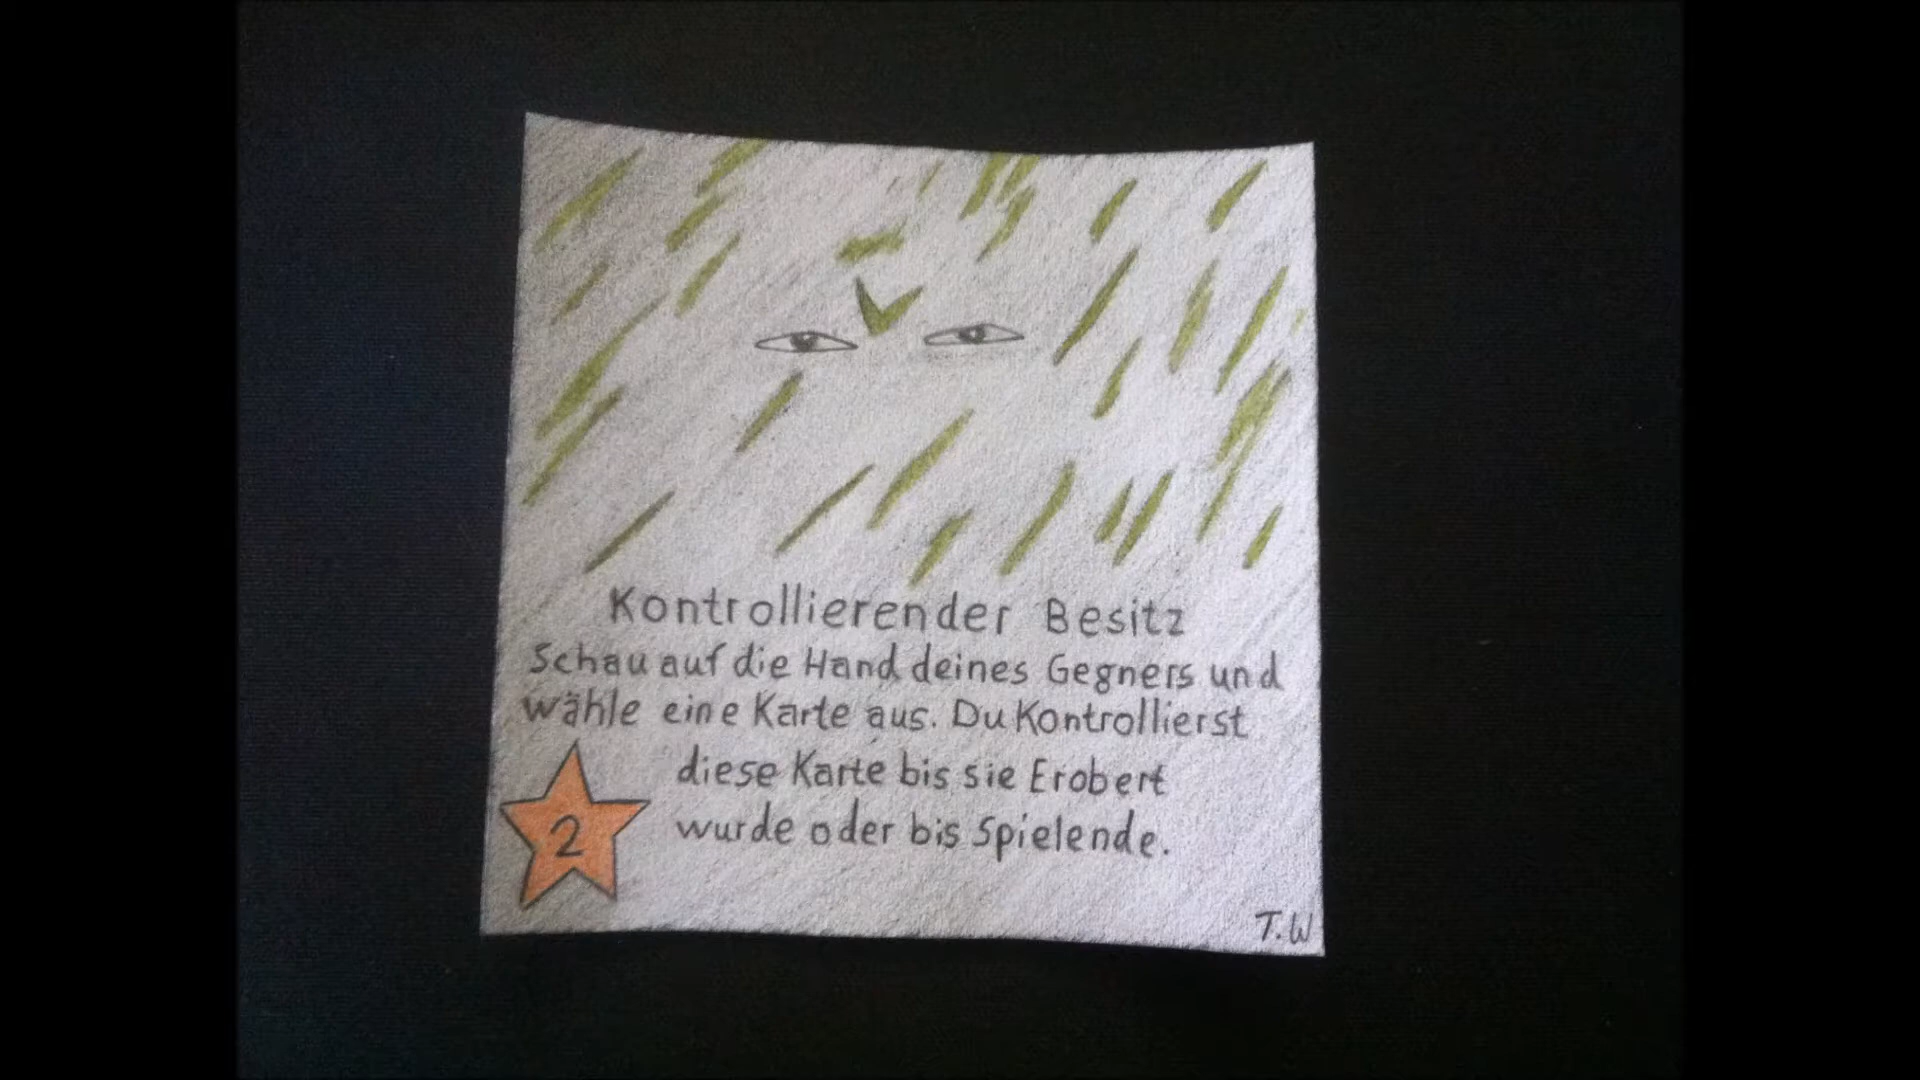 Kontrollierender Besitz
Schau auf die Hand deines Gegners und
wähle eine Karte aus. Du Kontrollierst
diese Karte bis sie Erobert
wurde oder bis Spielende.
2
T.W